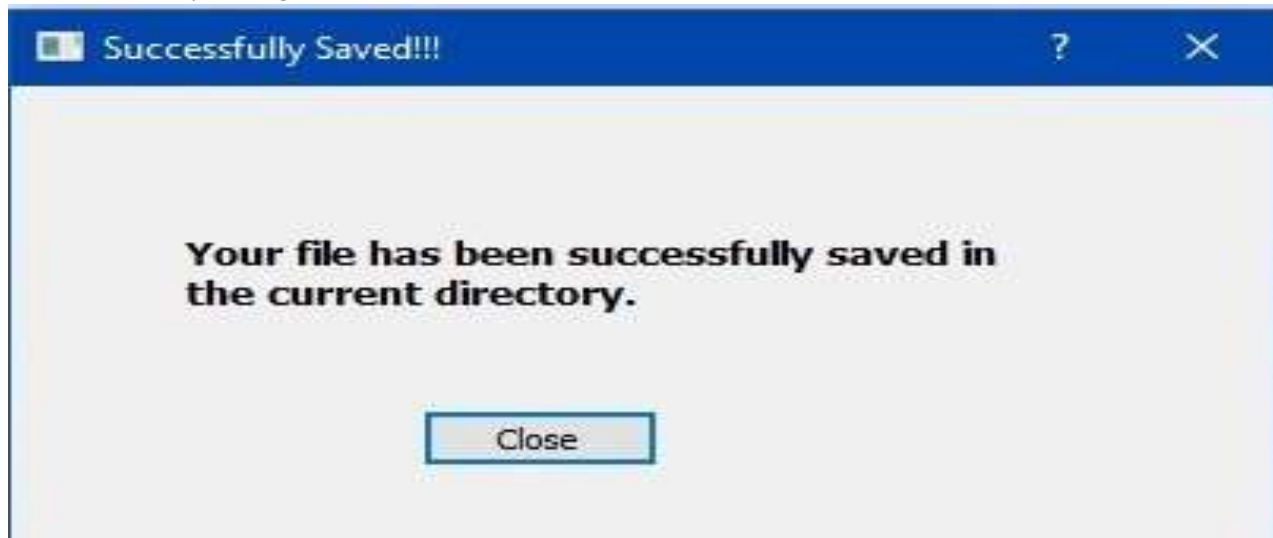 Successfully Saved!!! ? ×
Your file has been successfully saved in
the current directory.
Close